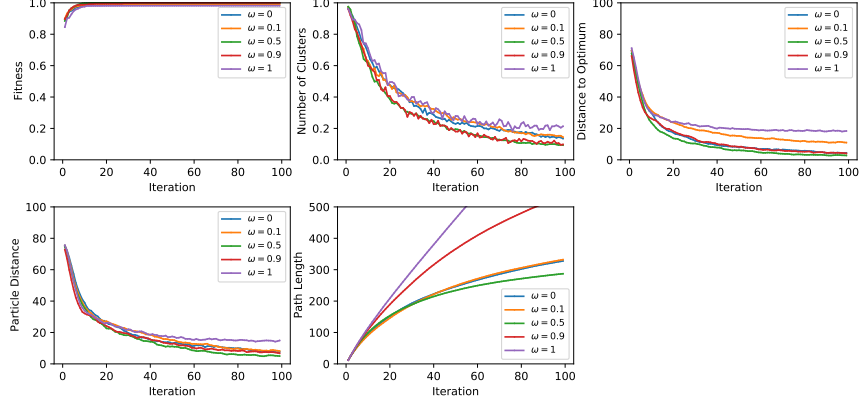 1.0
0.8
0.6
0.4
0.2
0.0
Fitness
0 20 40 60 80 100
Iteration
ω = 0
ω = 0.1
ω = 0.5
ω = 0.9
ω = 1
1.0
0.8
0.6
0.4
0.2
0.0
Number of Clusters
0 20 40 60 80 100
Iteration
ω = 0
ω = 0.1
ω = 0.5
ω = 0.9
ω = 1
100
80
60
40
20
0
Distance to Optimum
0 20 40 60 80 100
Iteration
ω = 0
ω = 0.1
ω = 0.5
ω = 0.9
ω = 1
100
80
60
40
20
0
Particle Distance
0 20 40 60 80 100
Iteration
ω = 0
ω = 0.1
ω = 0.5
ω = 0.9
ω = 1
500
400
300
200
100
0
Path Length
0 20 40 60 80 100
Iteration
ω = 0
ω = 0.1
ω = 0.5
ω = 0.9
ω = 1